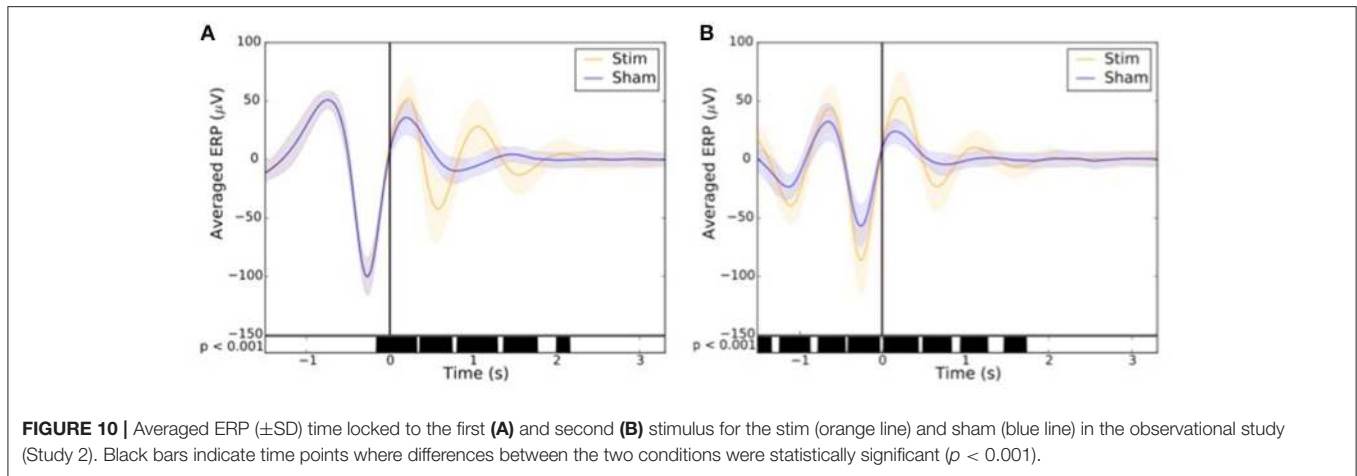 A
100
50
0
−50
−100
−150
Averaged ERP (μV)
Stim
Sham
p < 0.001
−1 0 1 2 3
Time (s)
B
100
50
0
−50
−100
−150
Averaged ERP (μV)
Stim
Sham
p < 0.001
−1 0 1 2 3
Time (s)
FIGURE 10 | Averaged ERP (±SD) time locked to the first (A) and second (B) stimulus for the stim (orange line) and sham (blue line) in the observational study
(Study 2). Black bars indicate time points where differences between the two conditions were statistically significant (p < 0.001).